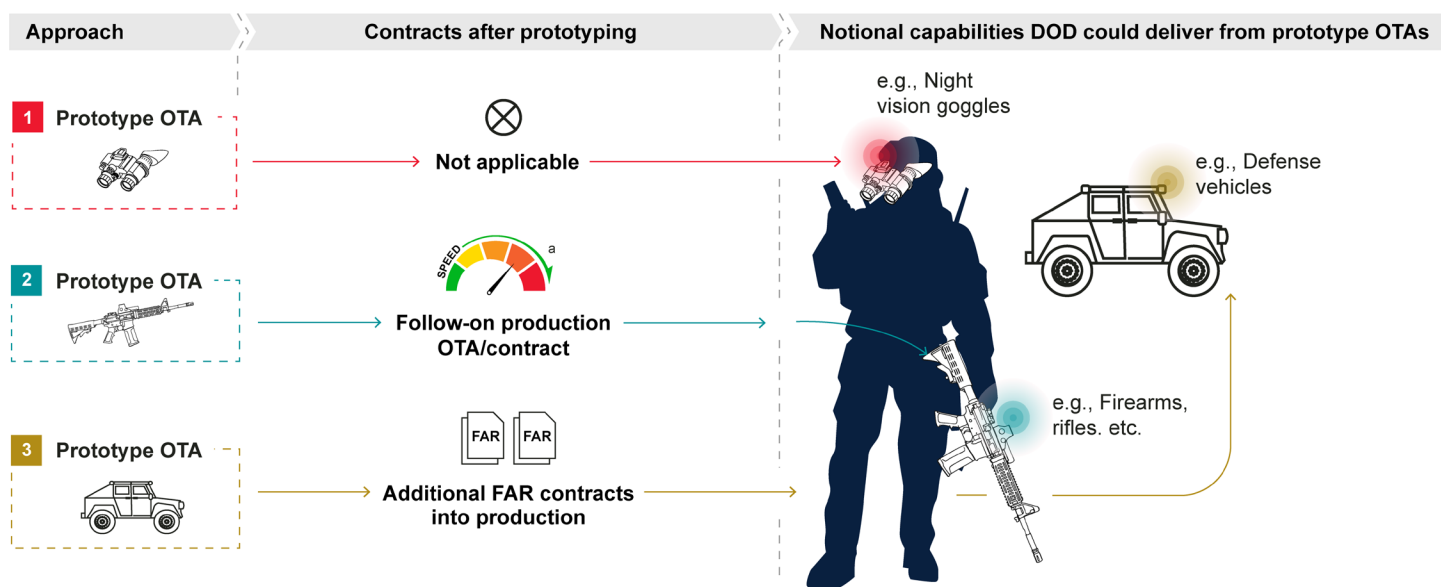 Approach
Contracts after prototyping
Notional capabilities DOD could deliver from prototype OTAs
1 Prototype OTA
Not applicable
e.g., Night
vision goggles
e.g., Defense
vehicles
2 Prototype OTA
SPEED
a
Follow-on production
OTA/contract
e.g., Firearms,
rifles. etc.
3 Prototype OTA
FAR FAR
Additional FAR contracts
into production